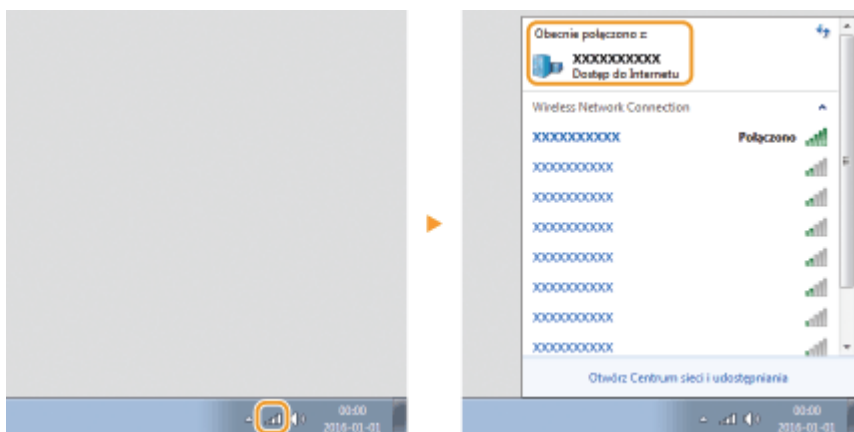 00:00
2016-01-01
Obecnie połączono z:
XXXXXXXXXX
Dostęp do Internetu
Wireless Network Connection
XXXXXXXXXX Połączono
XXXXXXXXXX
XXXXXXXXXX
XXXXXXXXXX
XXXXXXXXXX
XXXXXXXXXX
XXXXXXXXXX
XXXXXXXXXX
Otwórz Centrum sieci i udostępniania
00:00
2016-01-01